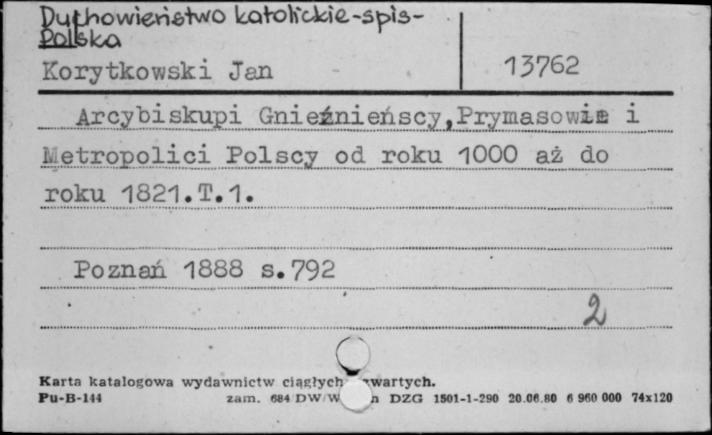 Duchowieństwo katolickie-spis-
Polska
Korytkowski Jan 13762
Arcybiskupi Gnieźnieńscy,Prymasowie i
Metropolici Polscy od roku 1000 aż do
roku 1821.T.1.
Poznań 1888 s.792
2
Karta katalogowa wydawnictw ciągłych wartych.
Pu-B-144 zam. 684 DW/W DZG 1501-1-290 20.06.80 6 960 000 74x120